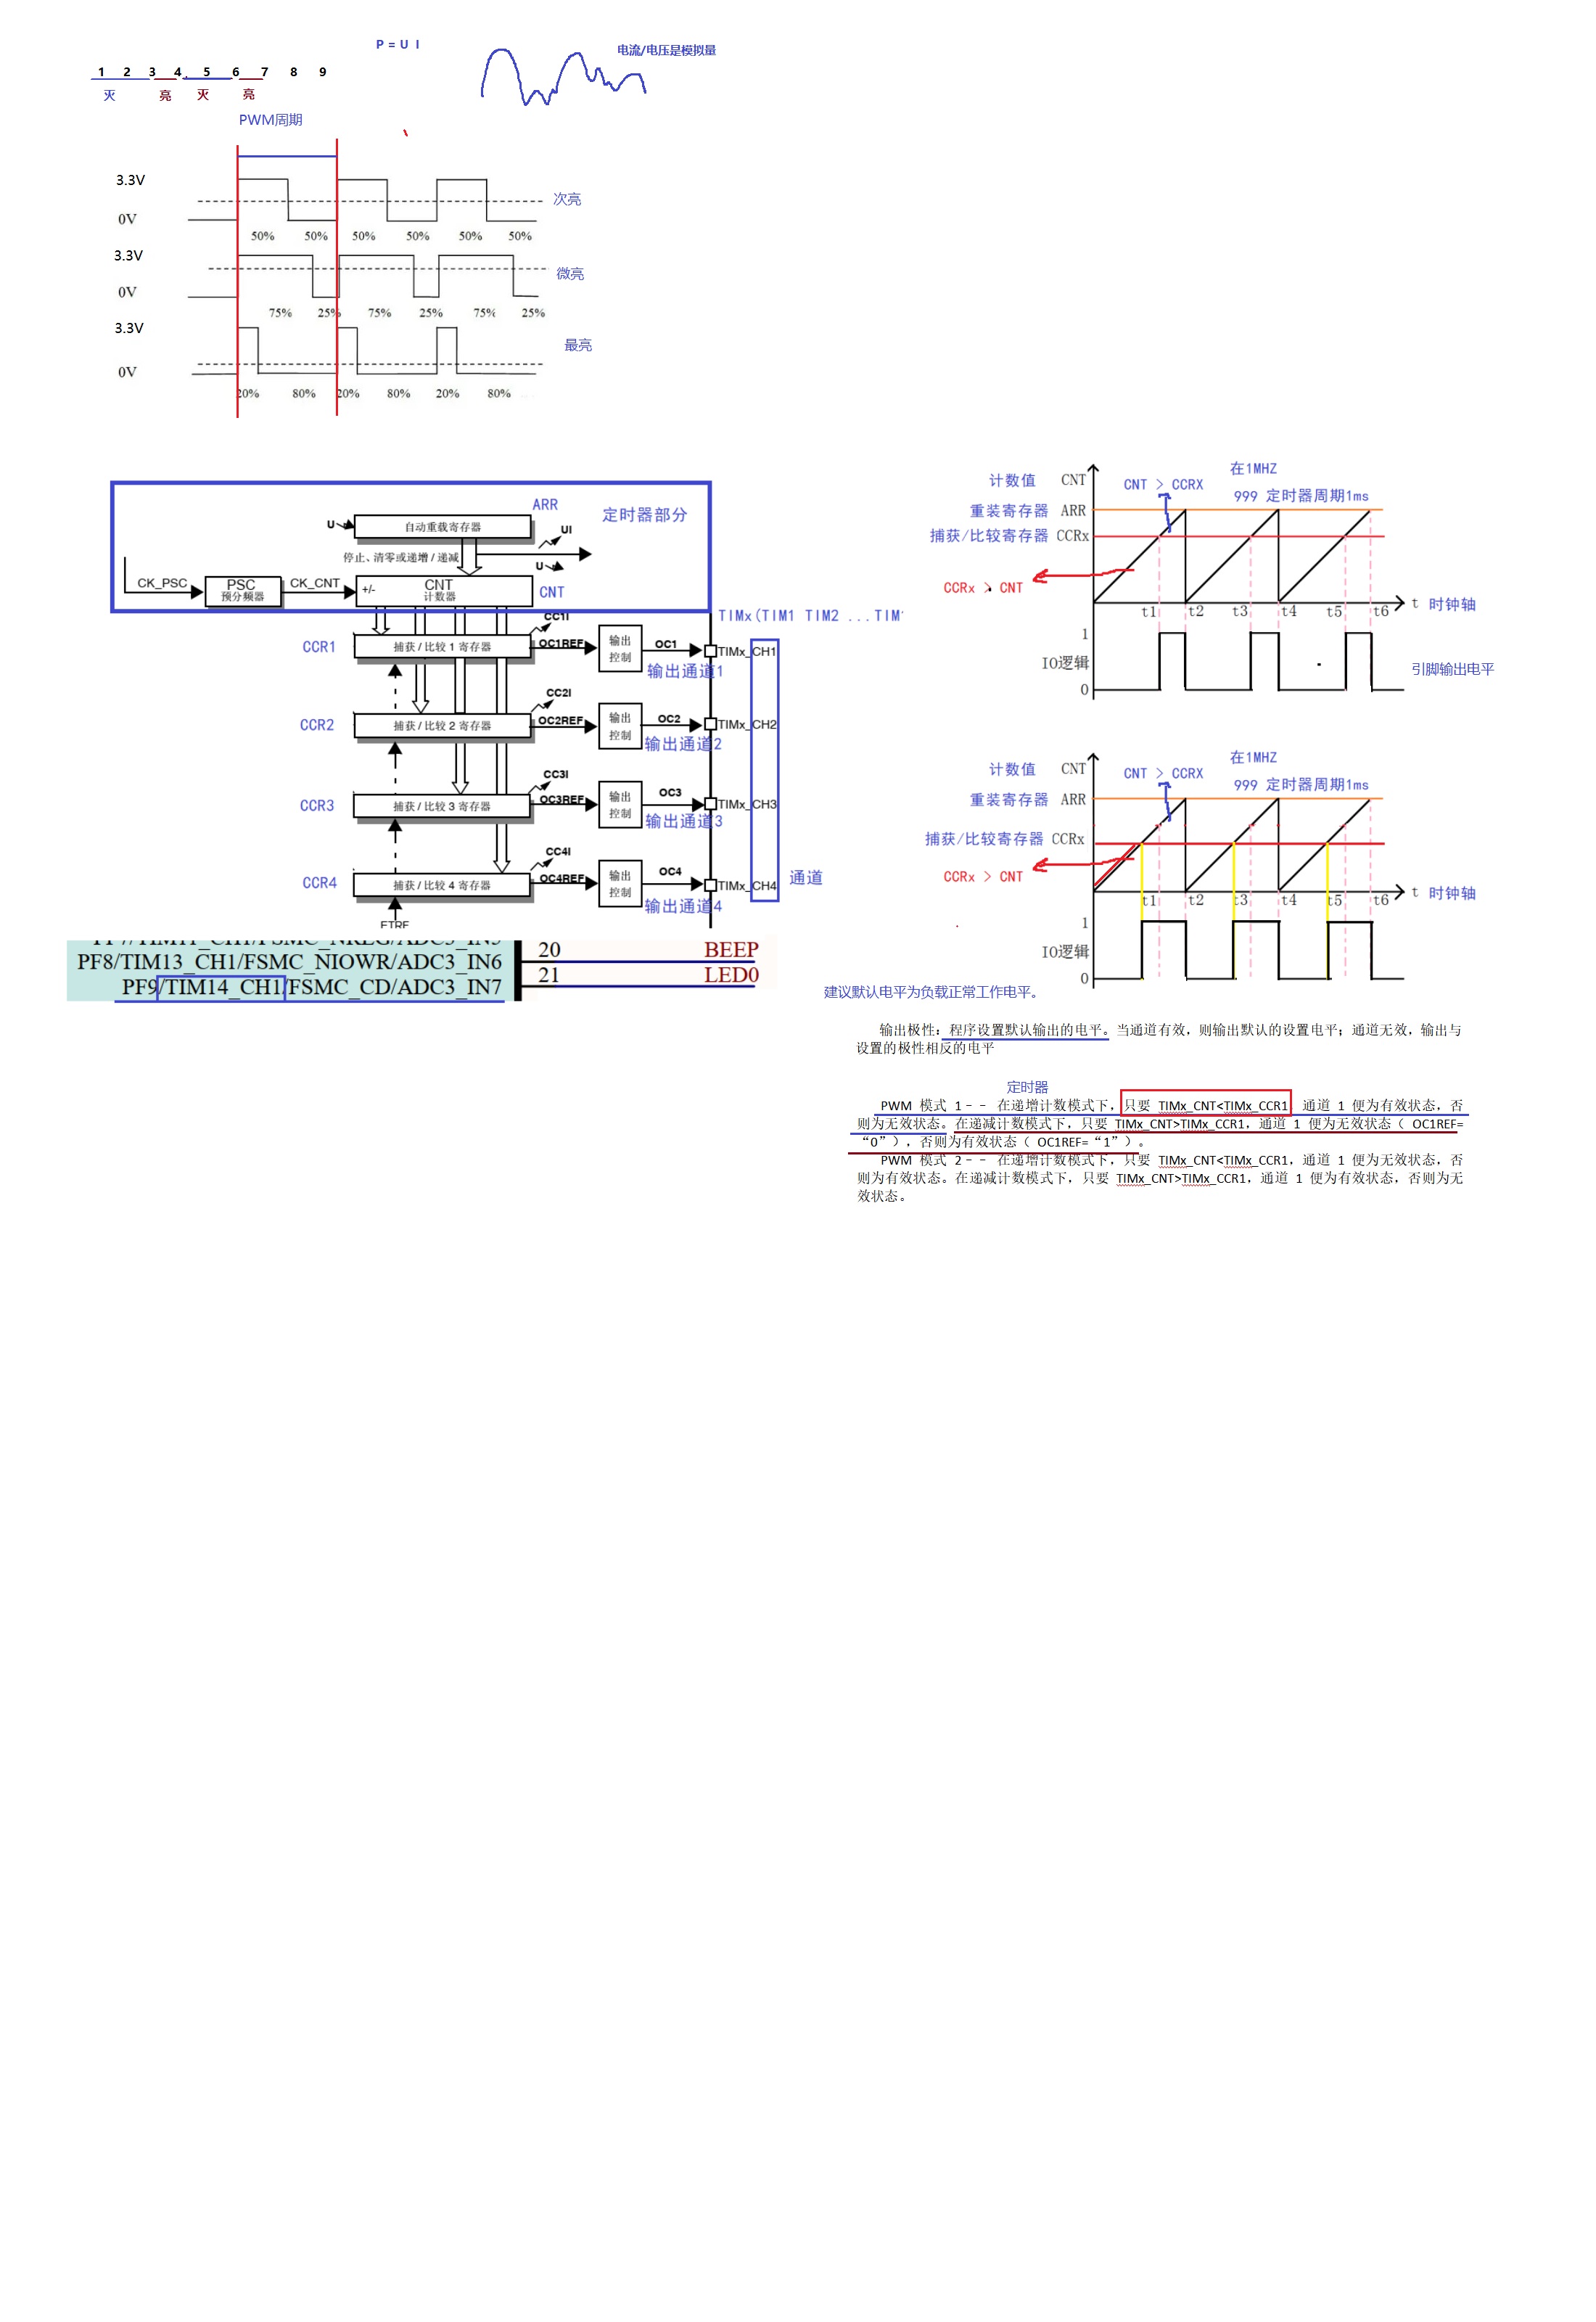 P = U I
电流/电压是模拟量
1 2 3 4 5 6 7 8 9
灭 亮 灭 亮
PWM周期
3.3V
次亮
0V
50% 50% 50% 50% 50% 50%
3.3V
微亮
0V
75% 25% 75% 25% 75% 25%
3.3V
最亮
0V
20% 80% 20% 80% 20% 80%
ARR
定时器部分
U
自动重载寄存器
UI
停止、清零或递增/递减
U
CK_PSC
PSC
预分频器
CK_CNT
+/-
CNT
计数器
CNT
TIMx(TIM1 TIM2 ...TIM
CC1I
CCR1
捕获/比较 1 寄存器
OC1REF
输出
控制
OC1
TIMx_CH1
输出通道1
CC2I
CCR2
捕获/比较 2 寄存器
OC2REF
输出
控制
OC2
TIMx_CH2
输出通道2
CC3I
CCR3
捕获/比较 3 寄存器
OC3REF
输出
控制
OC3
TIMx_CH3
输出通道3
CC4I
CCR4
捕获/比较 4 寄存器
OC4REF
输出
控制
OC4
TIMx_CH4
输出通道4
通道
ETRF
PF7/TIM11_CH1/FSMC_NREG/ADC3_IN5
PF8/TIM13_CH1/FSMC_NIOWR/ADC3_IN6 20 BEEP
PF9/TIM14_CH1/FSMC_CD/ADC3_IN7 21 LED0
在1MHZ
计数值 CNT
CNT > CCRX
999 定时器周期1ms
重装寄存器 ARR
捕获/比较寄存器 CCRx
CCRx > CNT
t1 t2 t3 t4 t5 t6 t 时钟轴
1
IO逻辑
引脚输出电平
0
在1MHZ
计数值 CNT
CNT > CCRX
999 定时器周期1ms
重装寄存器 ARR
捕获/比较寄存器 CCRx
CCRx > CNT
t1 t2 t3 t4 t5 t6 t 时钟轴
1
IO逻辑
0
建议默认电平为负载正常工作电平。
输出极性：程序设置默认输出的电平。当通道有效，则输出默认的设置电平；通道无效，输出与
设置的极性相反的电平
定时器
PWM 模式 1-- 在递增计数模式下，只要 TIMx_CNT<TIMx_CCR1 通道 1 便为有效状态，否
则为无效状态。在递减计数模式下，只要 TIMx_CNT>TIMx_CCR1，通道 1 便为无效状态（ OC1REF=
“0”），否则为有效状态（ OC1REF=“1”）。
PWM 模式 2-- 在递增计数模式下，只要 TIMx_CNT<TIMx_CCR1，通道 1 便为无效状态，否
则为有效状态。在递减计数模式下，只要 TIMx_CNT>TIMx_CCR1，通道 1 便为有效状态，否则为无
效状态。